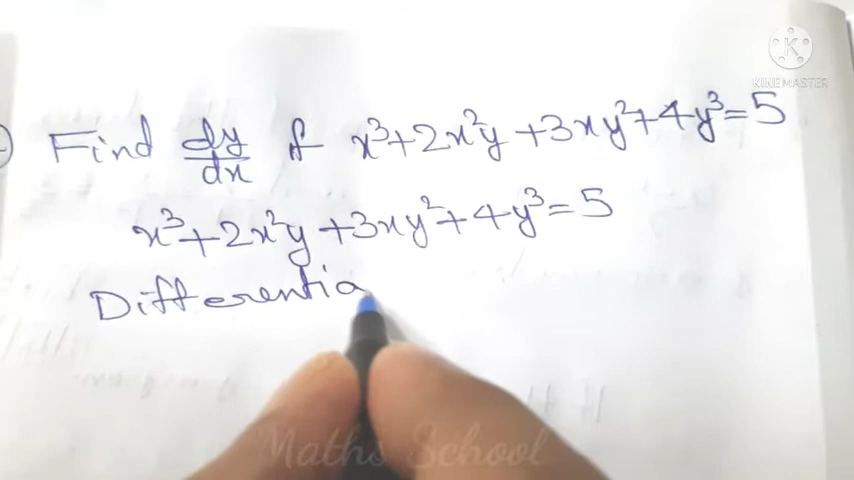 Find dy/dx if x³+2x²y+3xy²+4y³=5
x³+2x²y+3xy²+4y³=5
Differentia
KINEMASTER
Maths School